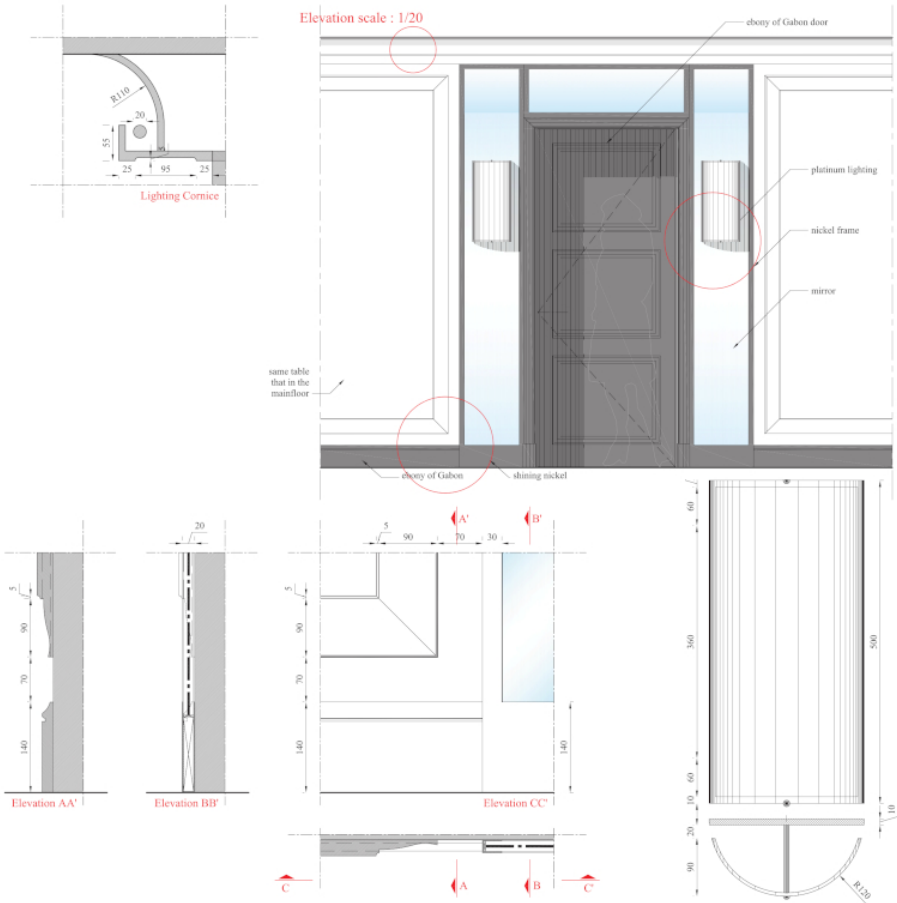 Elevation scale : 1/20
ebony of Gabon door
platinum lighting
nickel frame
mirror
same table
that in the
mainfloor
ebony of Gabon
shining nickel
R110
20
55
25
95
25
Lighting Cornice
5
90
70
140
Elevation AA'
20
Elevation BB'
A'
B'
5
90
70
30
5
90
70
140
140
Elevation CC'
C
A
B
C'
60
360
500
60
10
10
20
90
R120